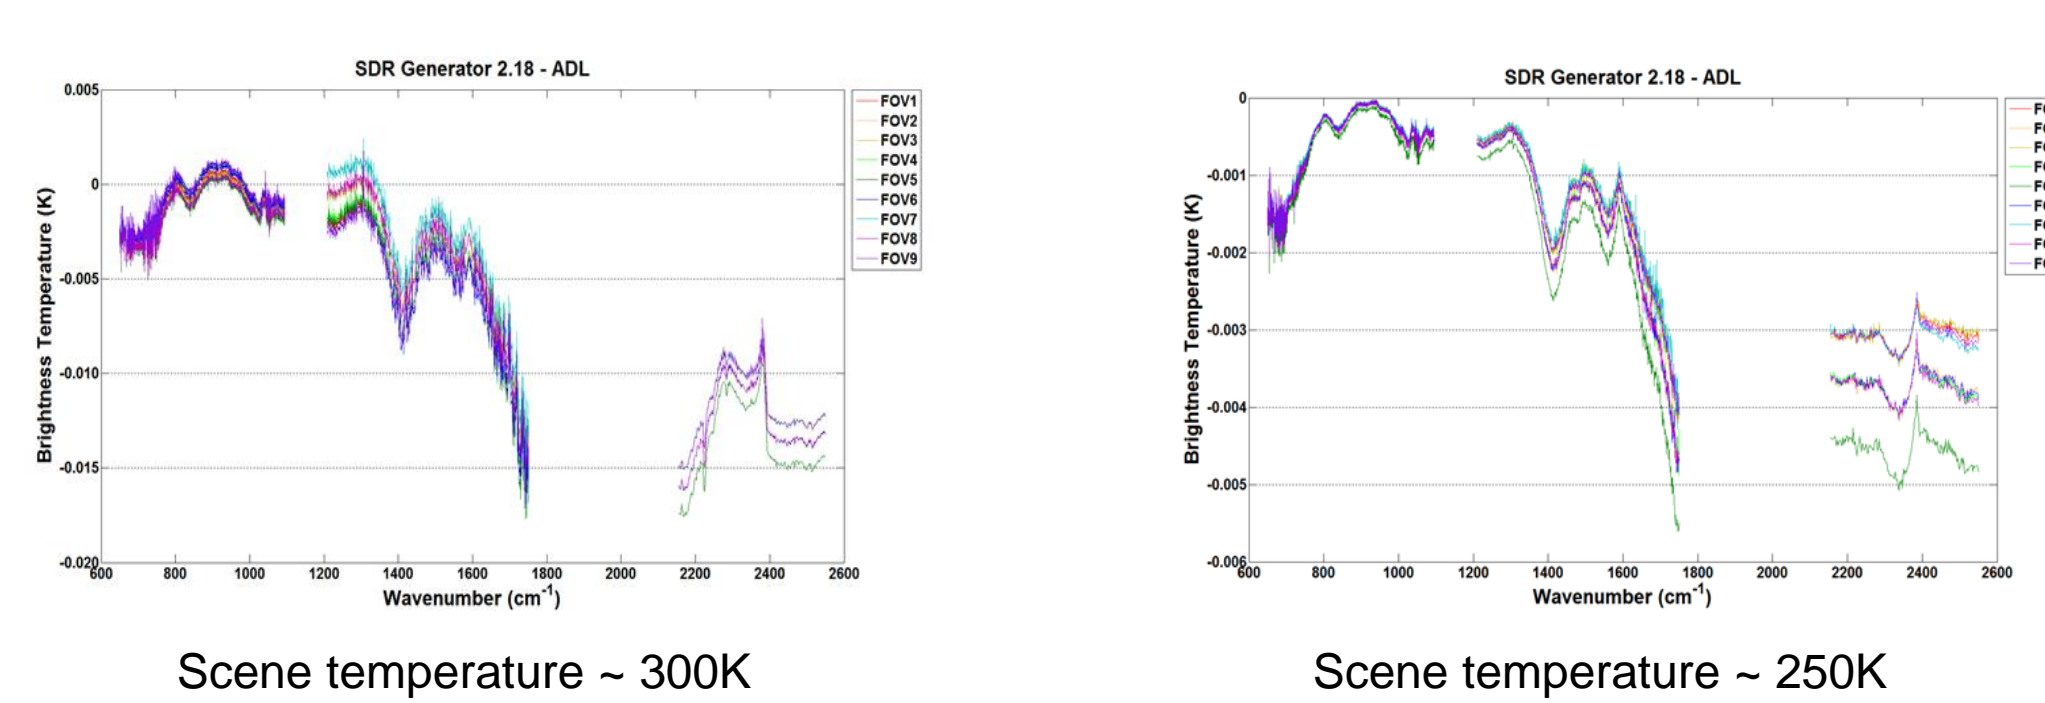 SDR Generator 2.18 - ADL
0.005
0
-0.005
-0.010
-0.015
-0.020
Brightness Temperature (K)
600 800 1000 1200 1400 1600 1800 2000 2200 2400 2600
Wavenumber (cm-1)
FOV1
FOV2
FOV3
FOV4
FOV5
FOV6
FOV7
FOV8
FOV9
Scene temperature ~ 300K
SDR Generator 2.18 - ADL
0
-0.001
-0.002
-0.003
-0.004
-0.005
-0.006
Brightness Temperature (K)
600 800 1000 1200 1400 1600 1800 2000 2200 2400 2600
Wavenumber (cm-1)
Scene temperature ~ 250K